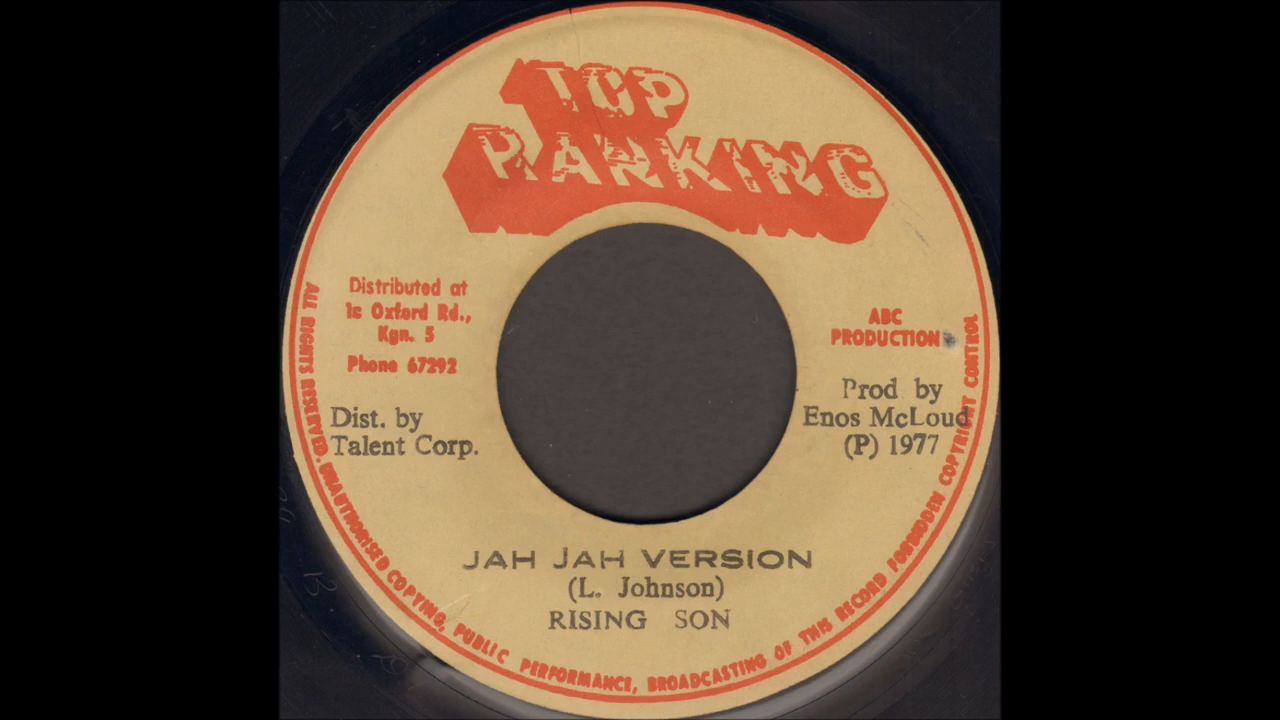 TOP
RANKING
Distributed at
1c Oxford Rd.,
Kgn. 5
Phone 67292
Dist. by
Talent Corp.
ABC
PRODUCTION
Prod by
Enos McLoud
(P) 1977
JAH JAH VERSION
(L. Johnson)
RISING SON
ALL RIGHTS RESERVED. UNAUTHORISED COPYING, PUBLIC PERFORMANCE, BROADCASTING OF THIS RECORD FORBIDDEN COPYRIGHT CONTROL